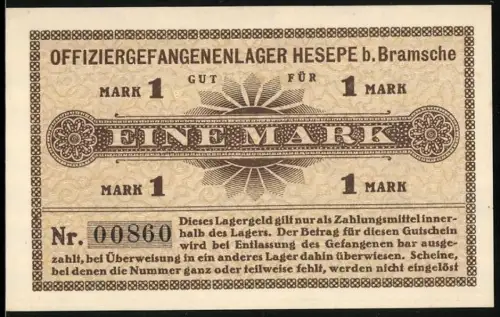 OFFIZIERGEFANGENENLAGER HESEPE b. Bramsche
MARK 1 GUT FÜR 1 MARK
EINE MARK
MARK 1 1 MARK
Nr. 00860
Dieses Lagergeld gilt nur als Zahlungsmittel inner-
halb des Lagers. Der Betrag für diesen Gutschein
wird bei Entlassung des Gefangenen bar ausge-
zahlt, bei Überweisung in ein anderes Lager dahin überwiesen. Scheine,
bei denen die Nummer ganz oder teilweise fehlt, werden nicht eingelöst